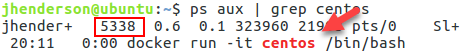 jhenderson@ubuntu:~$ ps aux | grep centos
jhender+  5338  0.6  0.1 323960 219 pts/0    Sl+
 20:11   0:00 docker run -it centos /bin/bash